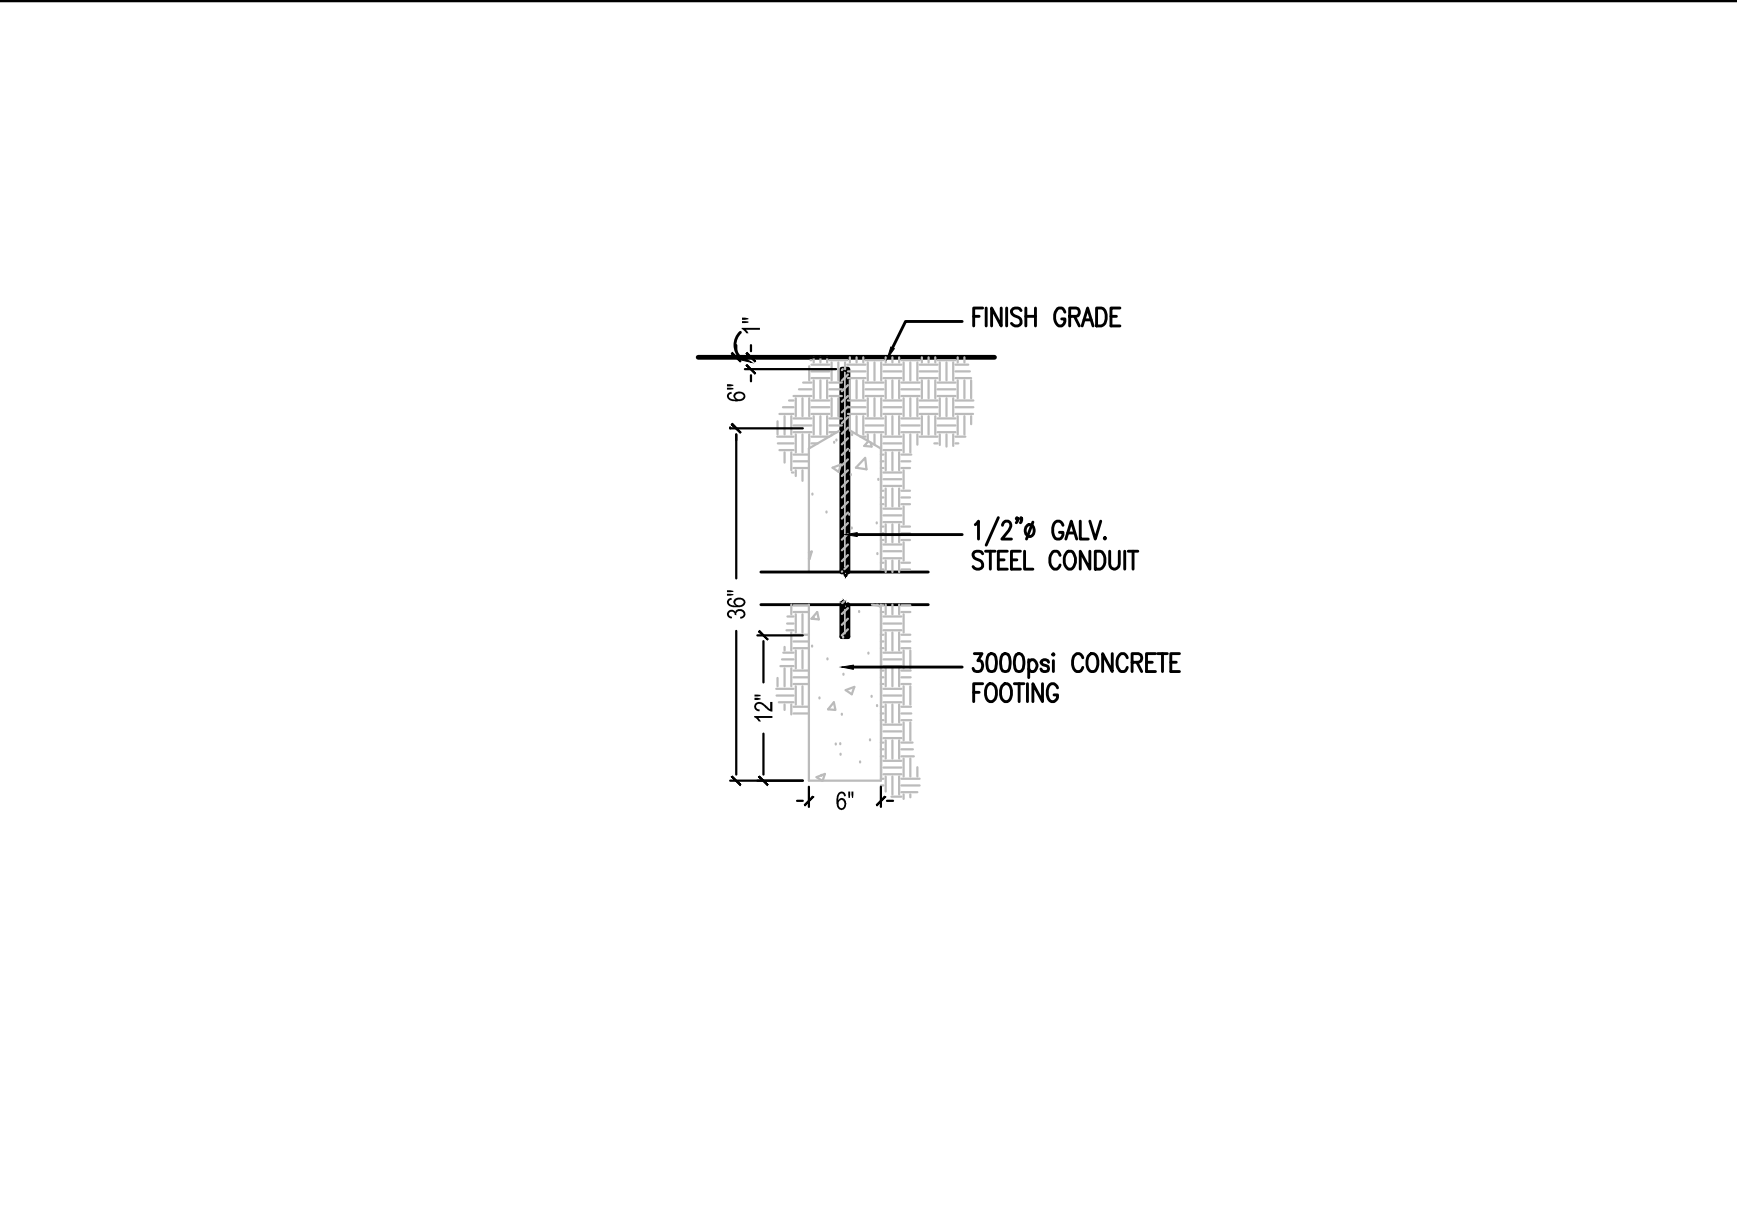 FINISH GRADE
1"
6"
1/2"ø GALV.
STEEL CONDUIT
36"
3000psi CONCRETE
FOOTING
12"
6"